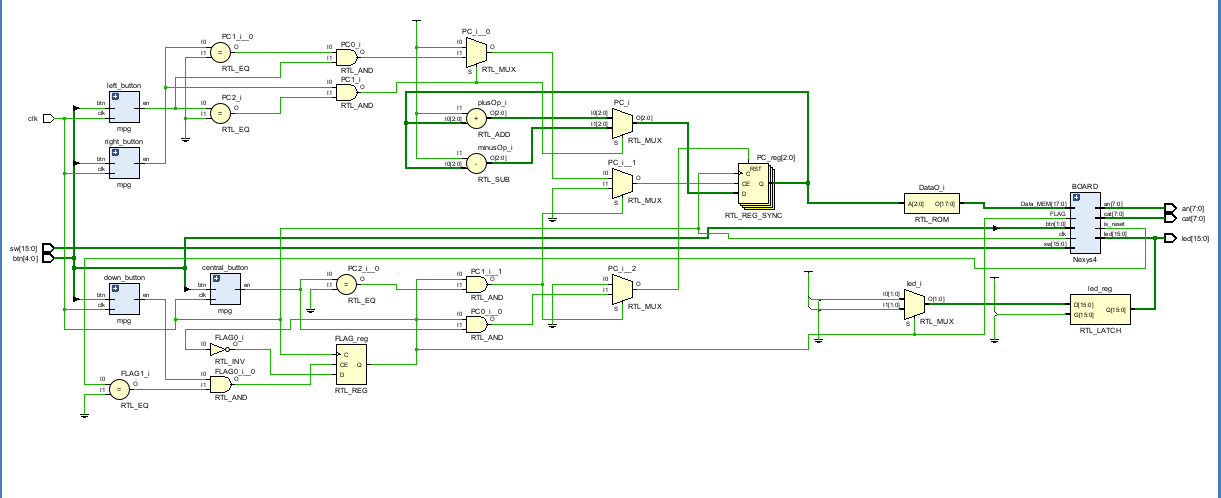 PC1_i__0
I0
I1
O
=
RTL_EQ
PC0_i
I0
I1
O
RTL_AND
PC_i__0
I0
I1
S
O
RTL_MUX
PC1_i
I0
I1
O
RTL_AND
left_button
btn
clk
en
mpg
PC2_i
I0
I1
O
=
RTL_EQ
clk
plusOp_i
I1
I0[2:0]
O[2:0]
+
RTL_ADD
PC_i
I0[2:0]
I1[2:0]
S
O[2:0]
RTL_MUX
right_button
btn
clk
en
mpg
minusOp_i
I1
I0[2:0]
O[2:0]
-
RTL_SUB
PC_i__1
I0
I1
S
O
RTL_MUX
PC_reg[2:0]
RST
C
CE
D
Q
RTL_REG_SYNC
DataO_i
A[2:0]
O[17:0]
RTL_ROM
BOARD
Data_MEM[17:0]
FLAG
btn[1:0]
clk
sw[15:0]
an[7:0]
cat[7:0]
is_reset
led[15:0]
Nexys4
an[7:0]
cat[7:0]
led[15:0]
sw[15:0]
btn[4:0]
down_button
btn
clk
en
mpg
central_button
btn
clk
en
mpg
PC2_i__0
I0
I1
O
=
RTL_EQ
PC1_i__1
I0
I1
O
RTL_AND
PC_i__2
I0
I1
S
O
RTL_MUX
PC0_i__0
I0
I1
O
RTL_AND
led_i
I0[1:0]
I1[1:0]
S
O[1:0]
RTL_MUX
led_reg
D[15:0]
G[15:0]
Q[15:0]
RTL_LATCH
FLAG0_i
I0
O
RTL_INV
FLAG_reg
C
CE
D
Q
RTL_REG
FLAG0_i__0
I0
I1
O
RTL_AND
FLAG1_i
I0
I1
O
=
RTL_EQ